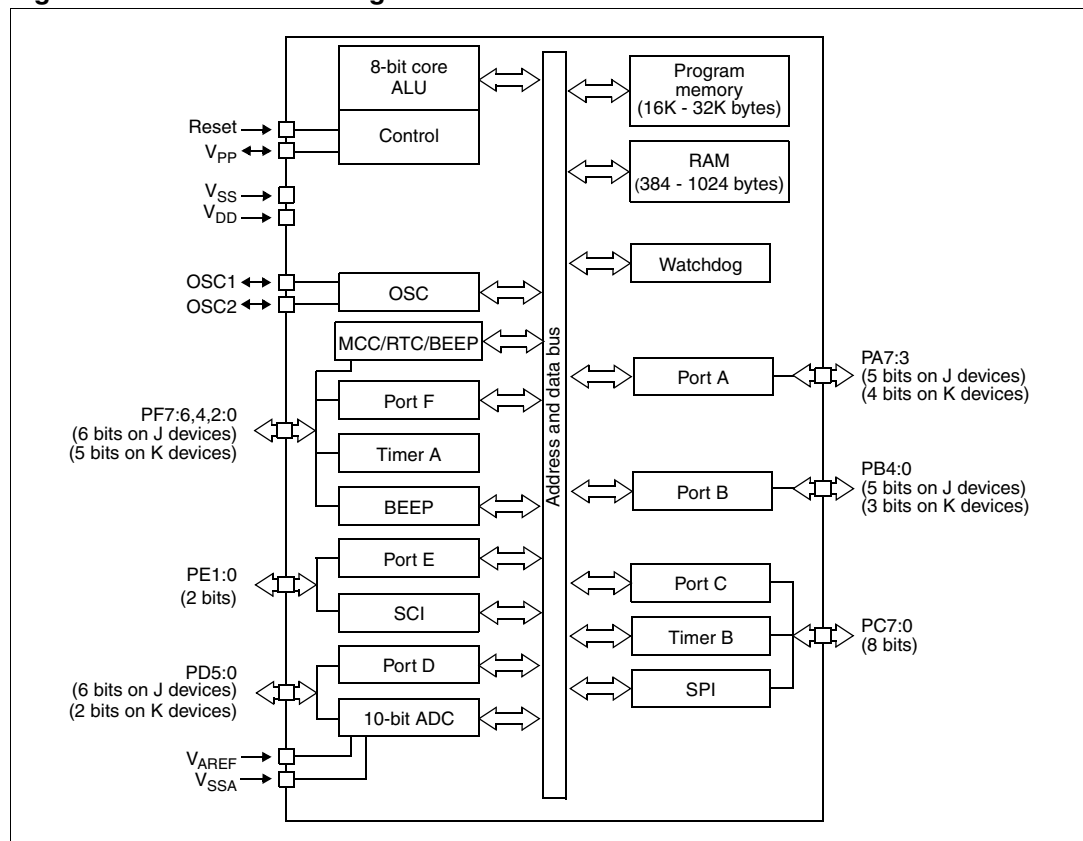 8-bit core
ALU
Control
Reset
VPP
VSS
VDD
OSC1
OSC2
OSC
MCC/RTC/BEEP
PF7:6,4,2:0
(6 bits on J devices)
(5 bits on K devices)
Port F
Timer A
BEEP
PE1:0
(2 bits)
Port E
SCI
PD5:0
(6 bits on J devices)
(2 bits on K devices)
Port D
10-bit ADC
VAREF
VSSA
Address and data bus
Program
memory
(16K - 32K bytes)
RAM
(384 - 1024 bytes)
Watchdog
Port A
PA7:3
(5 bits on J devices)
(4 bits on K devices)
Port B
PB4:0
(5 bits on J devices)
(3 bits on K devices)
Port C
Timer B
SPI
PC7:0
(8 bits)